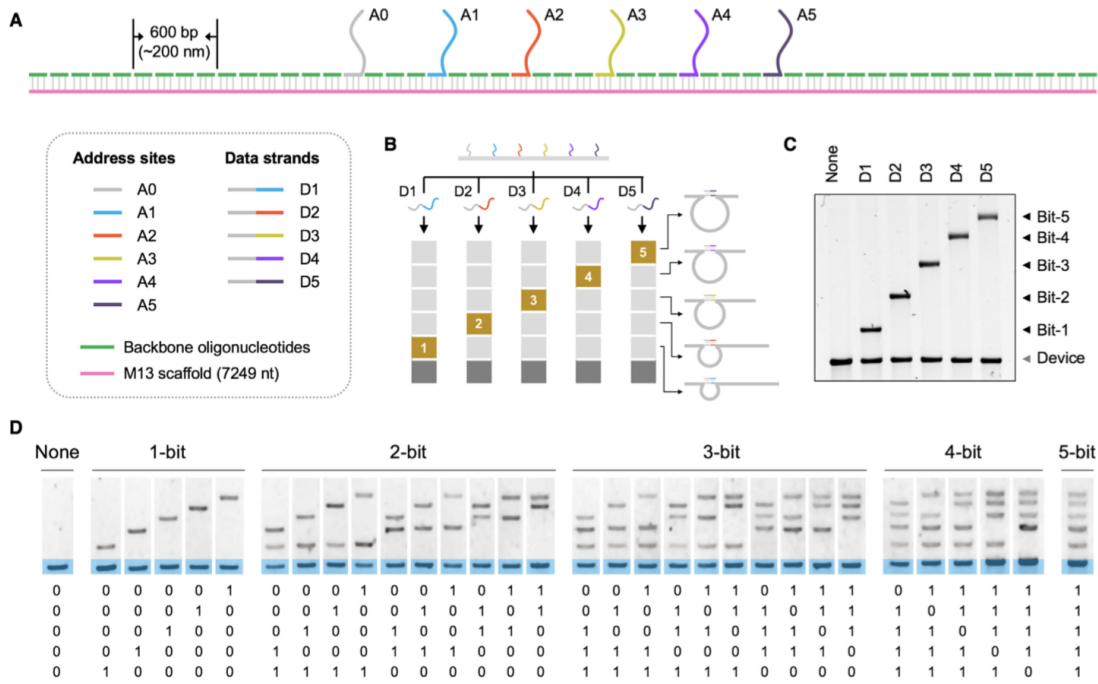 A
600 bp
(~200 nm)
A0 A1 A2 A3 A4 A5
Address sites
A0
A1
A2
A3
A4
A5
Data strands
D1
D2
D3
D4
D5
Backbone oligonucleotides
M13 scaffold (7249 nt)
B
D1 D2 D3 D4 D5
5
4
3
2
1
C
None D1 D2 D3 D4 D5
Bit-5
Bit-4
Bit-3
Bit-2
Bit-1
Device
D
None 1-bit 2-bit 3-bit 4-bit 5-bit
0 0 0 0 0 1 0 0 0 1 0 0 1 0 1 1 0 0 1 0 1 1 0 1 1 1 0 1 1 1 1 1
0 0 0 0 1 0 0 0 1 0 0 1 0 1 0 1 0 1 0 1 0 1 1 0 1 1 1 0 1 1 1 1
0 0 0 1 0 0 0 1 0 0 1 0 0 1 1 0 1 0 0 1 1 0 1 1 0 1 1 1 0 1 1 1
0 0 1 0 0 0 1 0 0 0 1 1 1 0 0 0 1 1 1 0 0 0 1 1 1 0 1 1 1 0 1 1
0 1 0 0 0 0 1 1 1 1 0 0 0 0 0 0 1 1 1 1 1 1 0 0 0 0 1 1 1 1 0 1